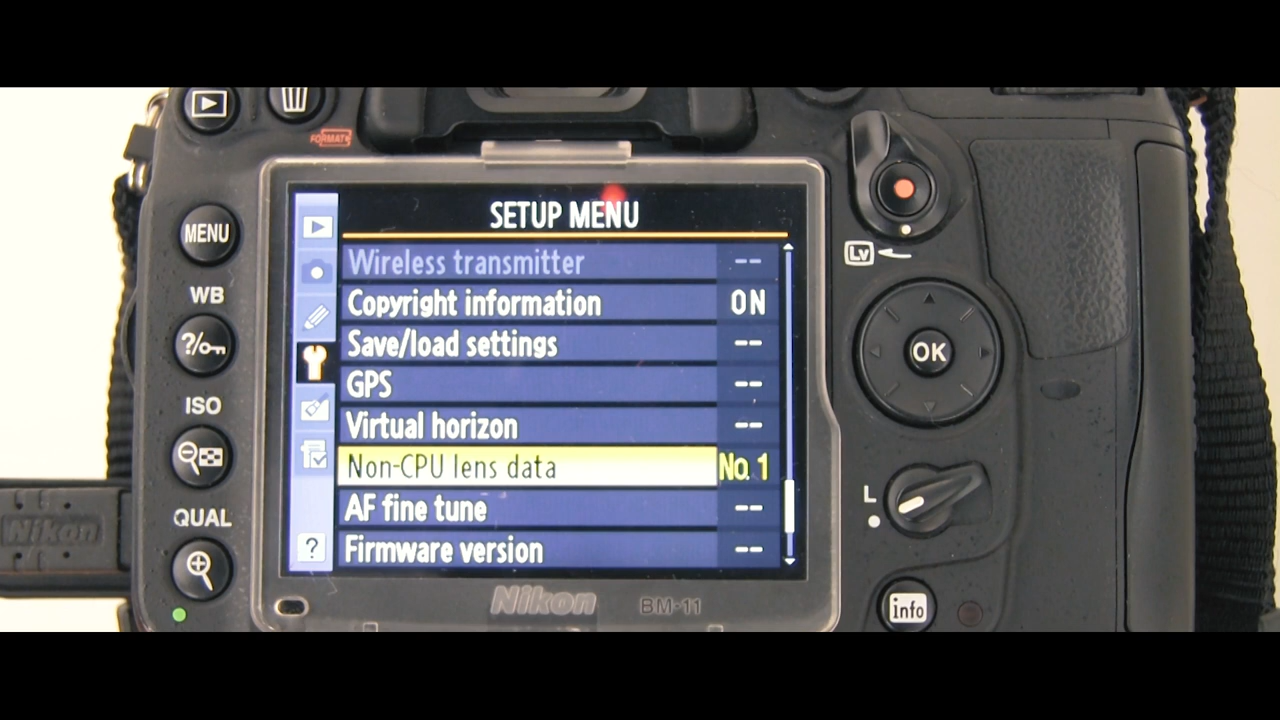 FORMAT
SETUP MENU
MENU
Wireless transmitter --
Lv
WB
Copyright information ON
?/
Save/load settings --
OK
GPS --
ISO
Virtual horizon --
Non-CPU lens data No. 1
L
QUAL
AF fine tune --
Nikon
?
Firmware version --
Nikon BM-11
info